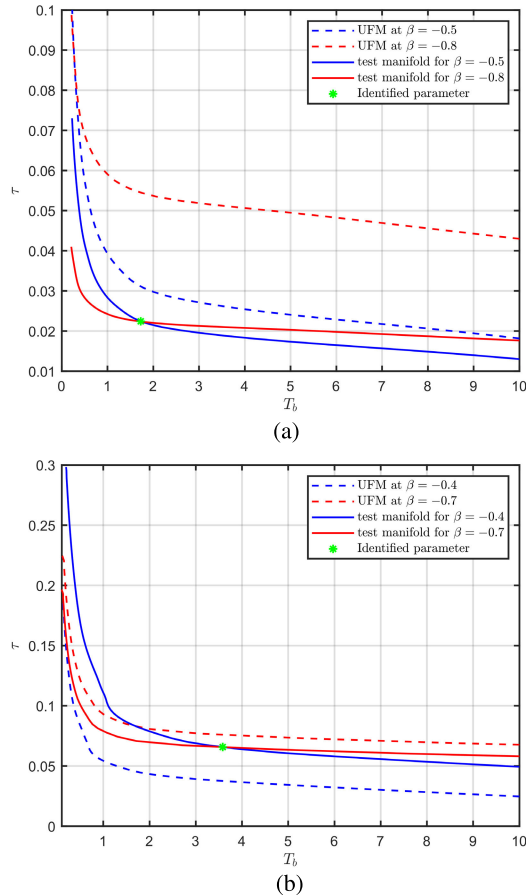 0.1
0.09
0.08
0.07
0.06
0.05
0.04
0.03
0.02
0.01
τ
UFM at β = −0.5
UFM at β = −0.8
test manifold for β = −0.5
test manifold for β = −0.8
Identified parameter
0 1 2 3 4 5 6 7 8 9 10
T_b
(a)
0.3
0.25
0.2
0.15
0.1
0.05
0
τ
UFM at β = −0.4
UFM at β = −0.7
test manifold for β = −0.4
test manifold for β = −0.7
Identified parameter
1 2 3 4 5 6 7 8 9 10
T_b
(b)